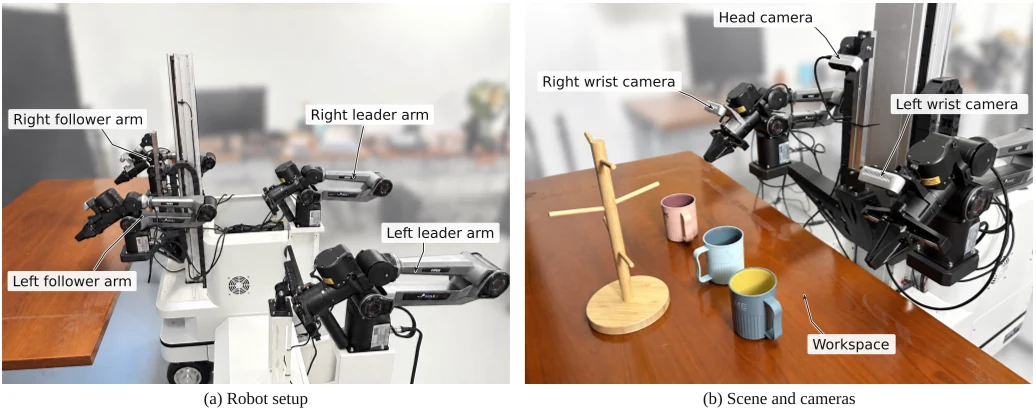 Right follower arm
Right leader arm
Left leader arm
Left follower arm
(a) Robot setup
Head camera
Right wrist camera
Left wrist camera
Workspace
(b) Scene and cameras